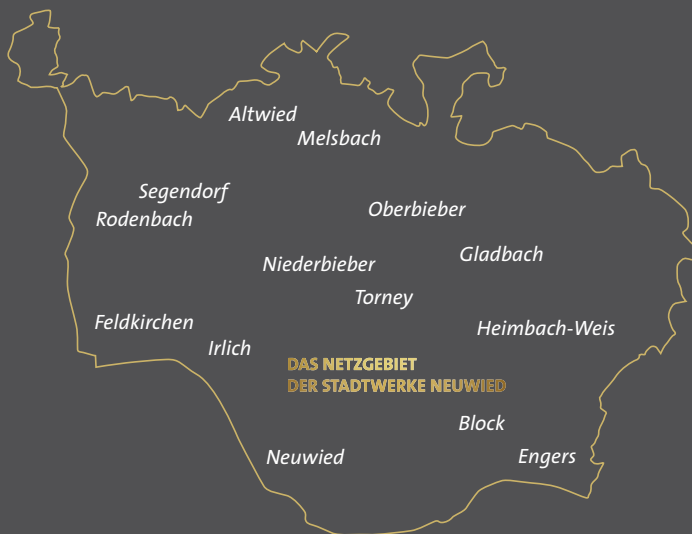 Altwied
Melsbach
Segendorf
Rodenbach
Oberbieber
Gladbach
Niederbieber
Torney
Feldkirchen
Heimbach-Weis
Irlich
DAS NETZGEBIET
DER STADTWERKE NEUWIED
Block
Neuwied
Engers